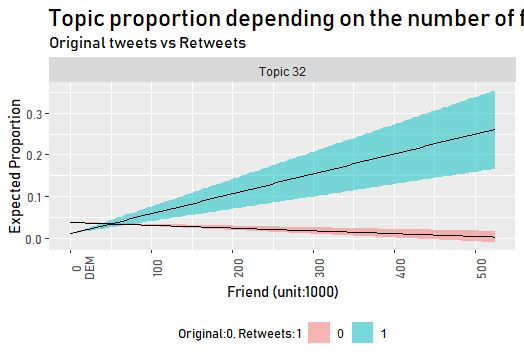 Topic proportion depending on the number of f
Original tweets vs Retweets
Topic 32
Expected Proportion
0.3
0.2
0.1
0.0
0
DEM
100
200
300
400
500
Friend (unit:1000)
Original:0, Retweets:1 0 1